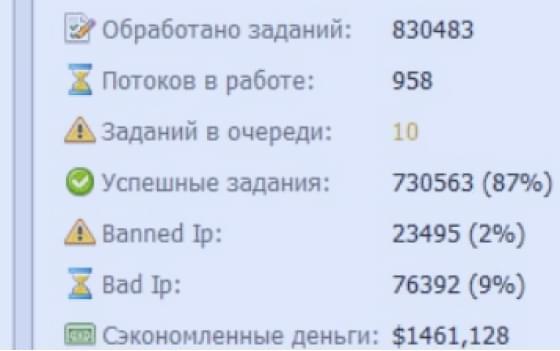 Обработано заданий: 830483
Потоков в работе: 958
Заданий в очереди: 10
Успешные задания: 730563 (87%)
Banned Ip: 23495 (2%)
Bad Ip: 76392 (9%)
Сэкономленные деньги: $1461,128